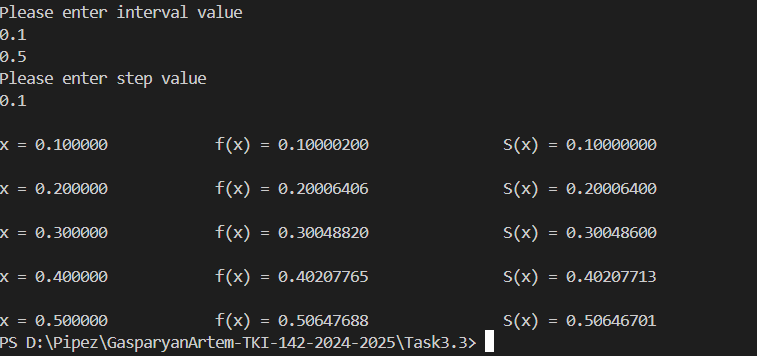 Please enter interval value
0.1
0.5
Please enter step value
0.1
x = 0.100000 f(x) = 0.10000200 S(x) = 0.10000000
x = 0.200000 f(x) = 0.20006406 S(x) = 0.20006400
x = 0.300000 f(x) = 0.30048820 S(x) = 0.30048600
x = 0.400000 f(x) = 0.40207765 S(x) = 0.40207713
x = 0.500000 f(x) = 0.50647688 S(x) = 0.50646701
PS D:\Pipez\GasparyanArtem-TKI-142-2024-2025\Task3.3>